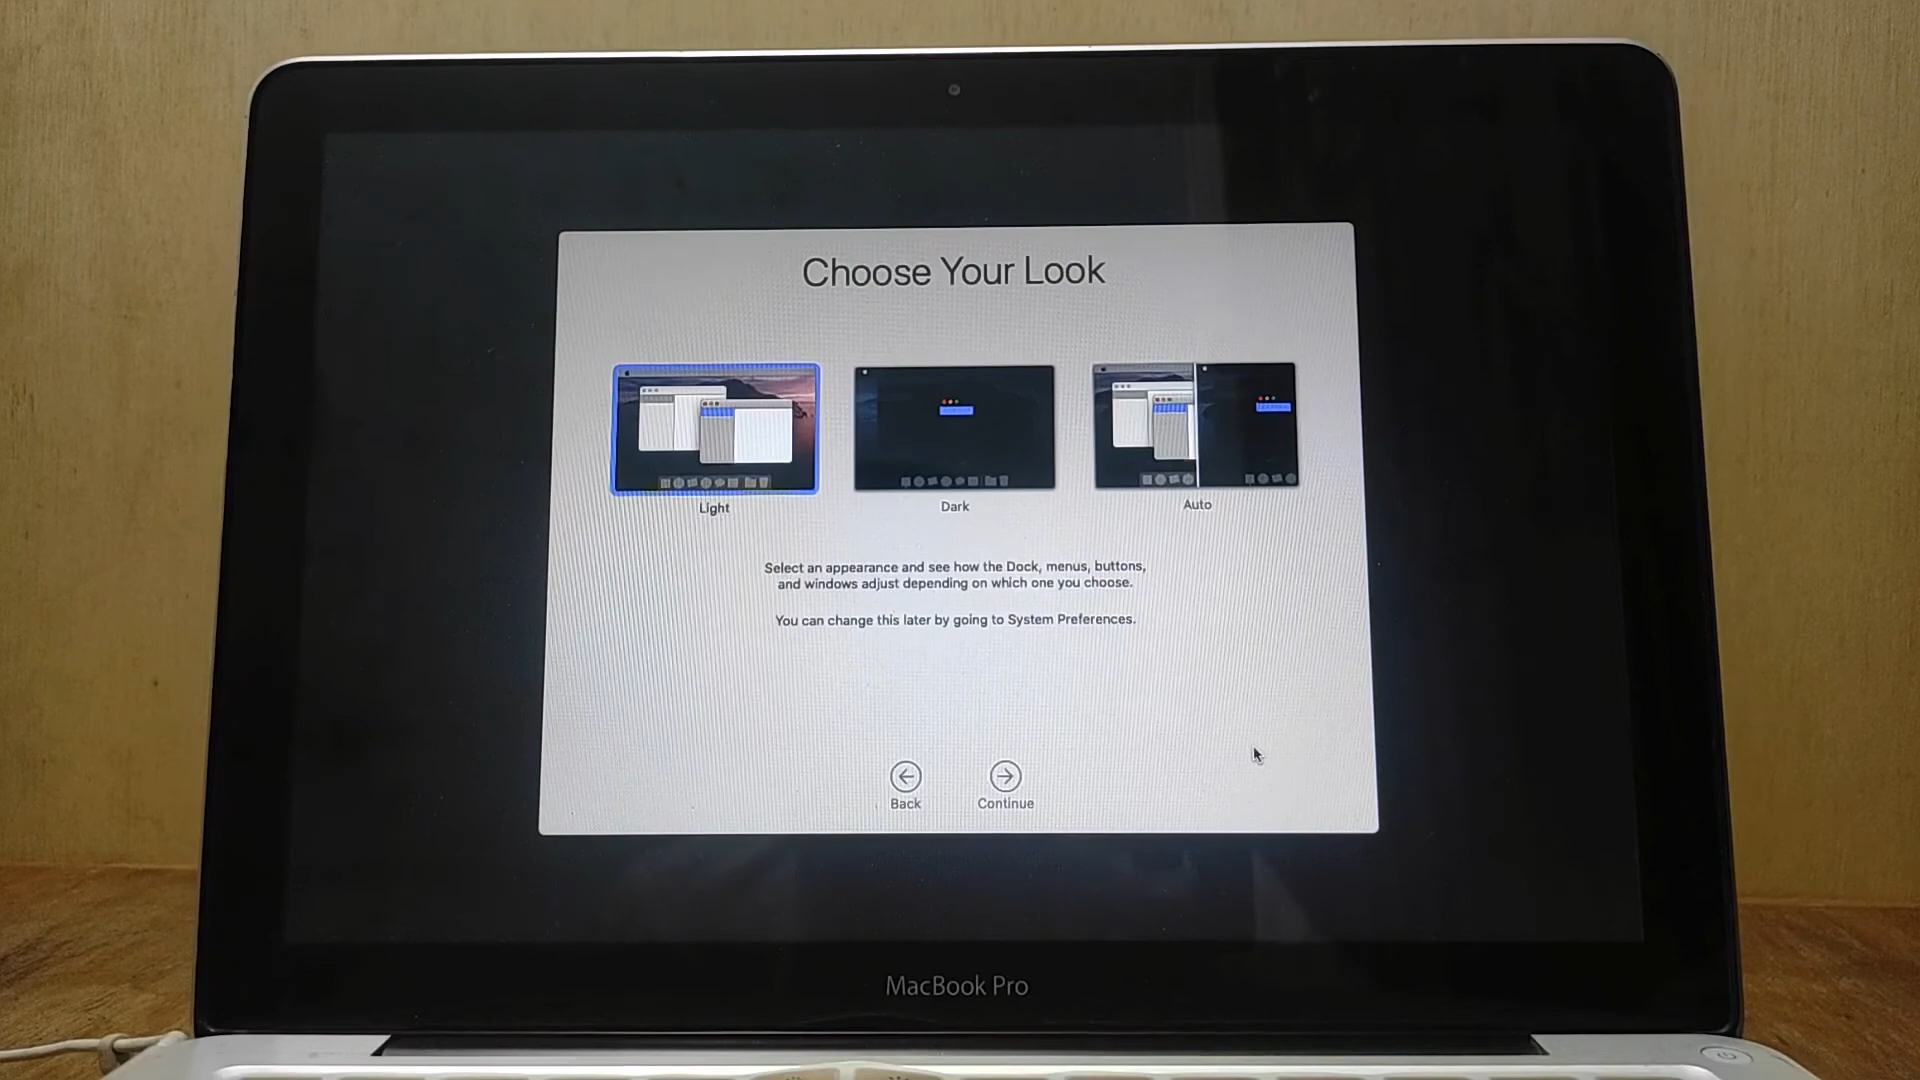 Choose Your Look
Light
Dark
Auto
Select an appearance and see how the Dock, menus, buttons,
and windows adjust depending on which one you choose.
You can change this later by going to System Preferences.
Back
Continue
MacBook Pro